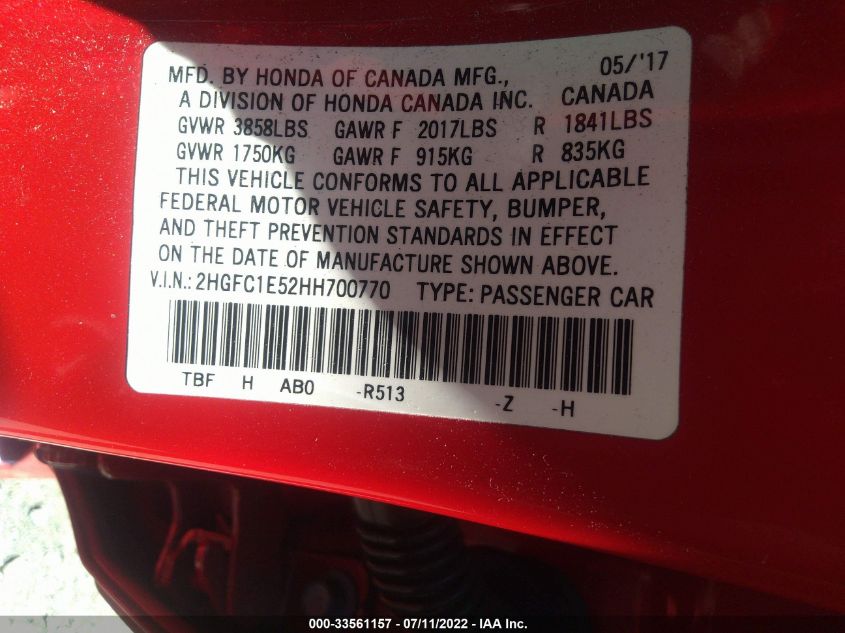 MFD. BY HONDA OF CANADA MFG., 05/'17
A DIVISION OF HONDA CANADA INC. CANADA
GVWR 3858LBS GAWR F 2017LBS R 1841LBS
GVWR 1750KG GAWR F 915KG R 835KG
THIS VEHICLE CONFORMS TO ALL APPLICABLE
FEDERAL MOTOR VEHICLE SAFETY, BUMPER,
AND THEFT PREVENTION STANDARDS IN EFFECT
ON THE DATE OF MANUFACTURE SHOWN ABOVE.
V.I.N.: 2HGFC1E52HH700770 TYPE: PASSENGER CAR
TBF H AB0 -R513 -Z -H
000-33561157 - 07/11/2022 - IAA Inc.